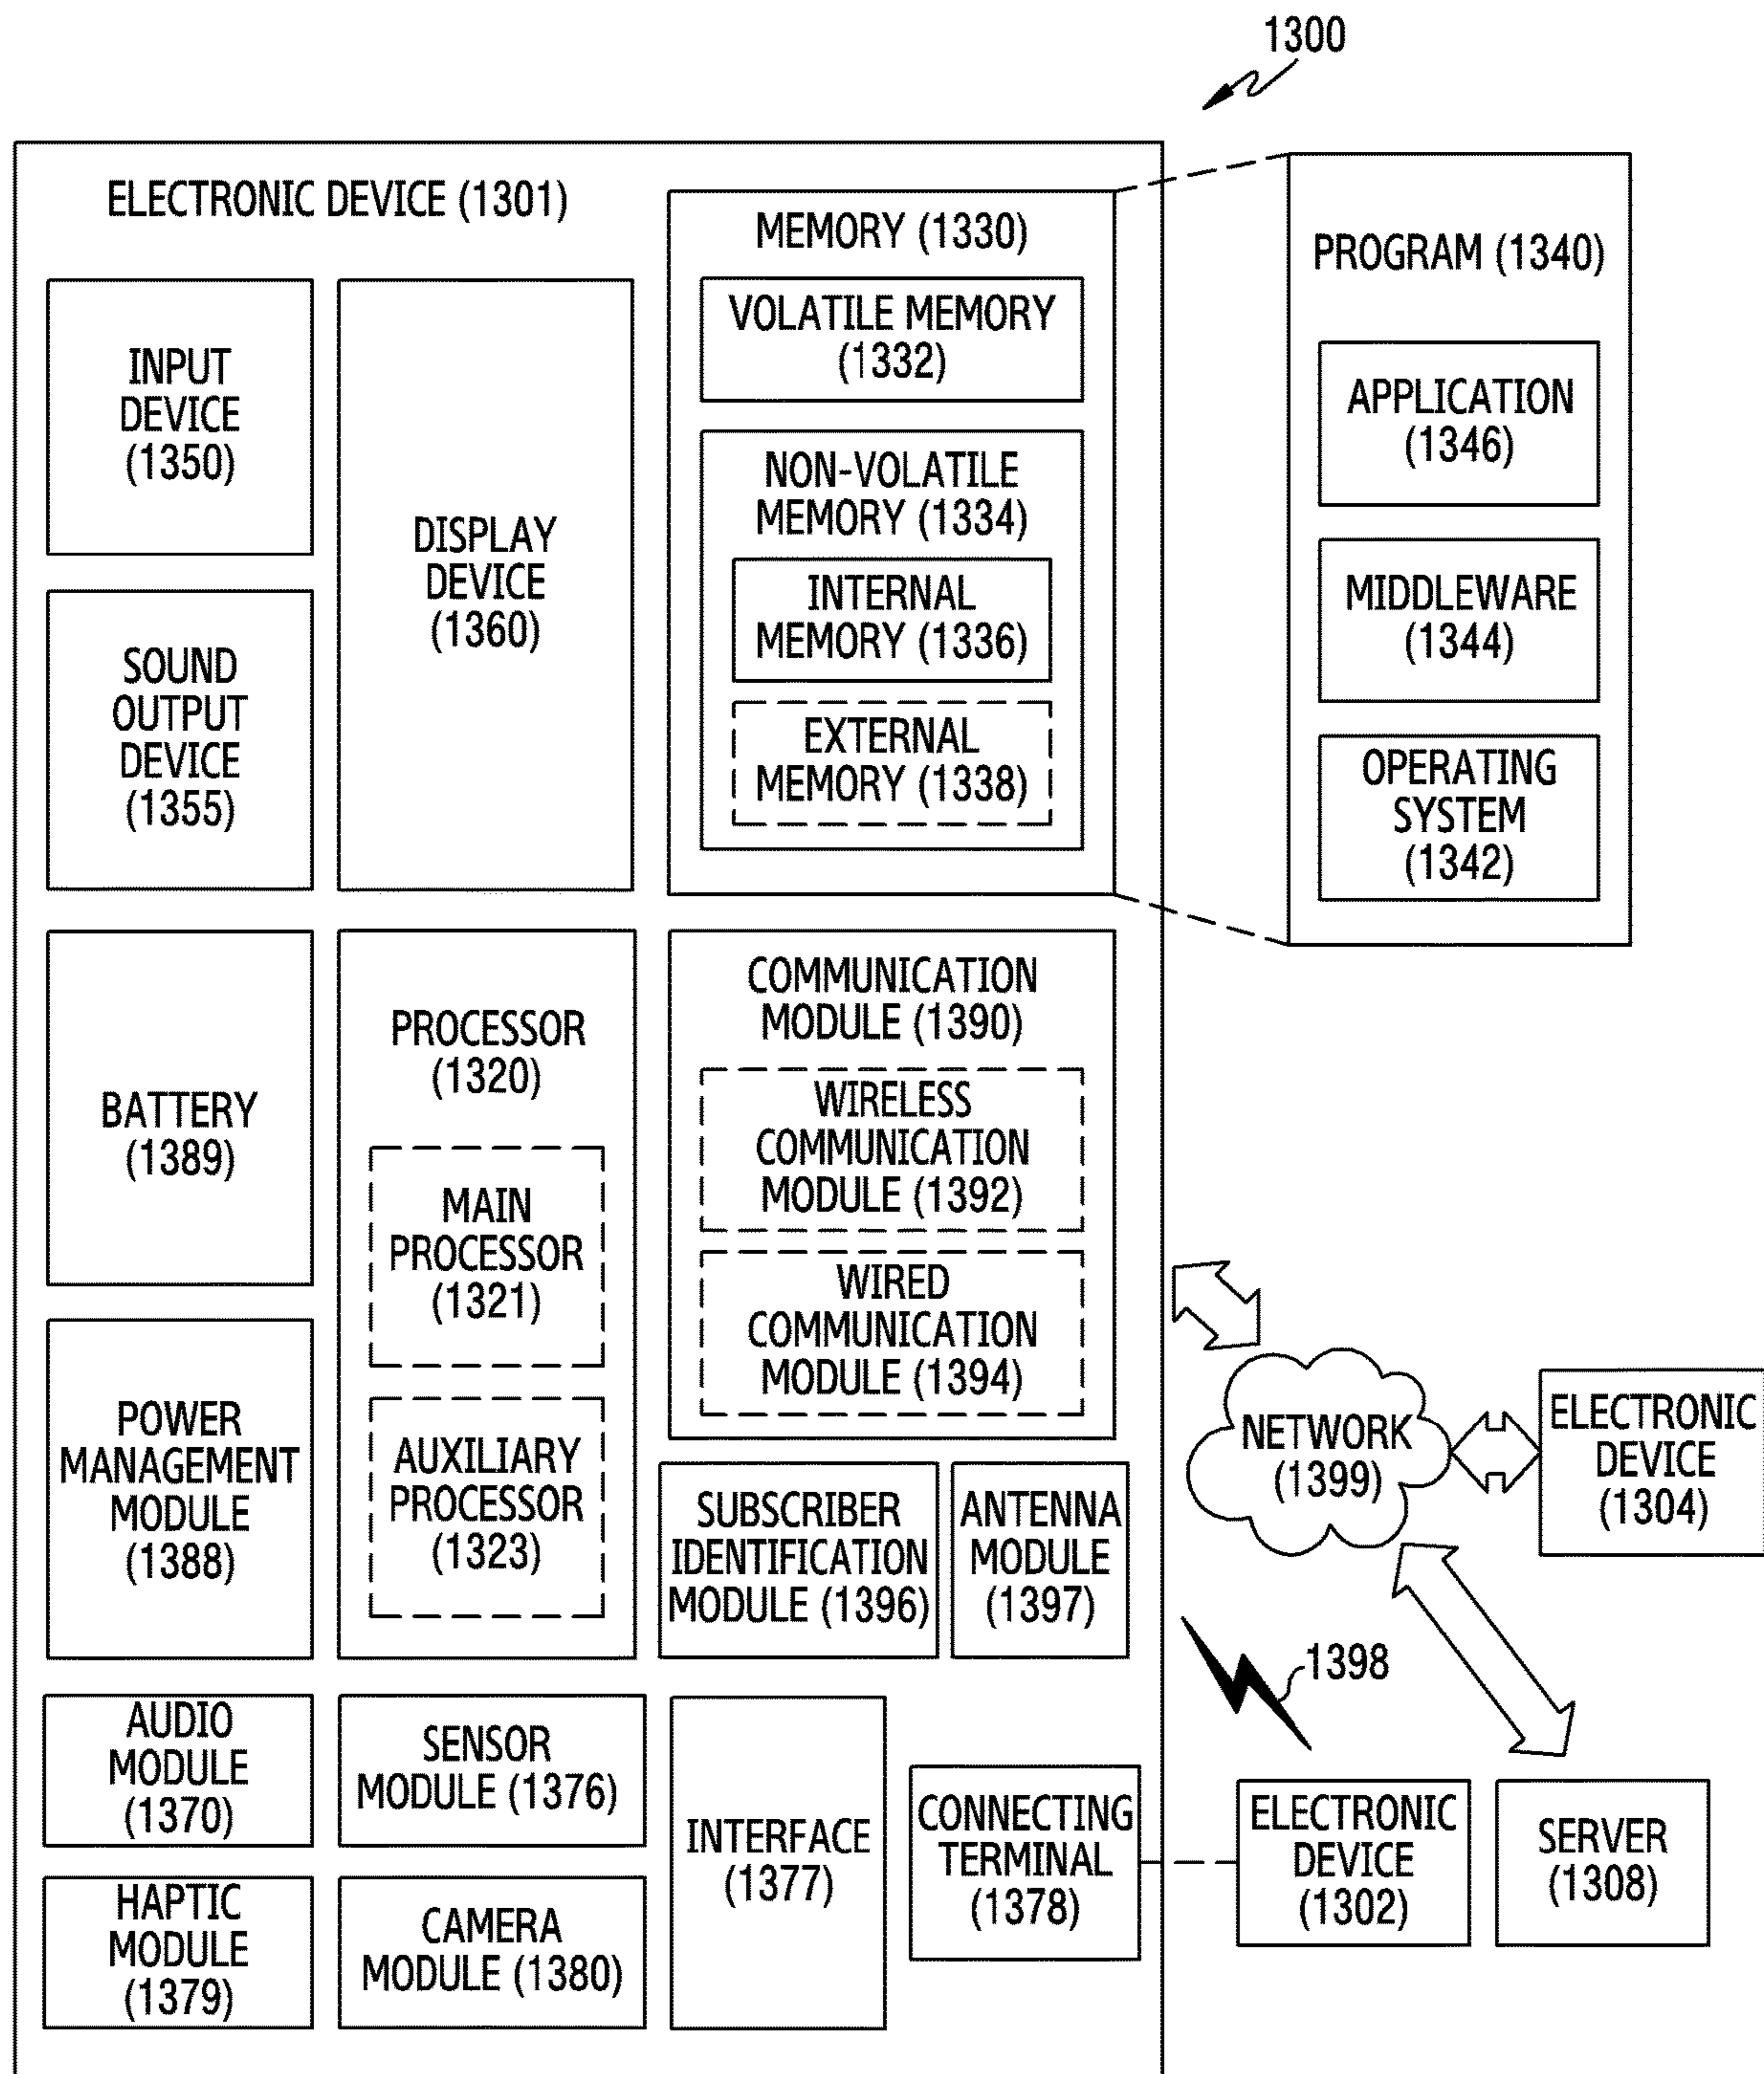 1300
ELECTRONIC DEVICE (1301)
INPUT
DEVICE
(1350)
SOUND
OUTPUT
DEVICE
(1355)
DISPLAY
DEVICE
(1360)
MEMORY (1330)
VOLATILE MEMORY
(1332)
NON-VOLATILE
MEMORY (1334)
INTERNAL
MEMORY (1336)
EXTERNAL
MEMORY (1338)
PROGRAM (1340)
APPLICATION
(1346)
MIDDLEWARE
(1344)
OPERATING
SYSTEM
(1342)
BATTERY
(1389)
POWER
MANAGEMENT
MODULE
(1388)
PROCESSOR
(1320)
MAIN
PROCESSOR
(1321)
AUXILIARY
PROCESSOR
(1323)
COMMUNICATION
MODULE (1390)
WIRELESS
COMMUNICATION
MODULE (1392)
WIRED
COMMUNICATION
MODULE (1394)
SUBSCRIBER
IDENTIFICATION
MODULE (1396)
ANTENNA
MODULE
(1397)
NETWORK
(1399)
ELECTRONIC
DEVICE
(1304)
1398
AUDIO
MODULE
(1370)
SENSOR
MODULE (1376)
HAPTIC
MODULE
(1379)
CAMERA
MODULE (1380)
INTERFACE
(1377)
CONNECTING
TERMINAL
(1378)
ELECTRONIC
DEVICE
(1302)
SERVER
(1308)